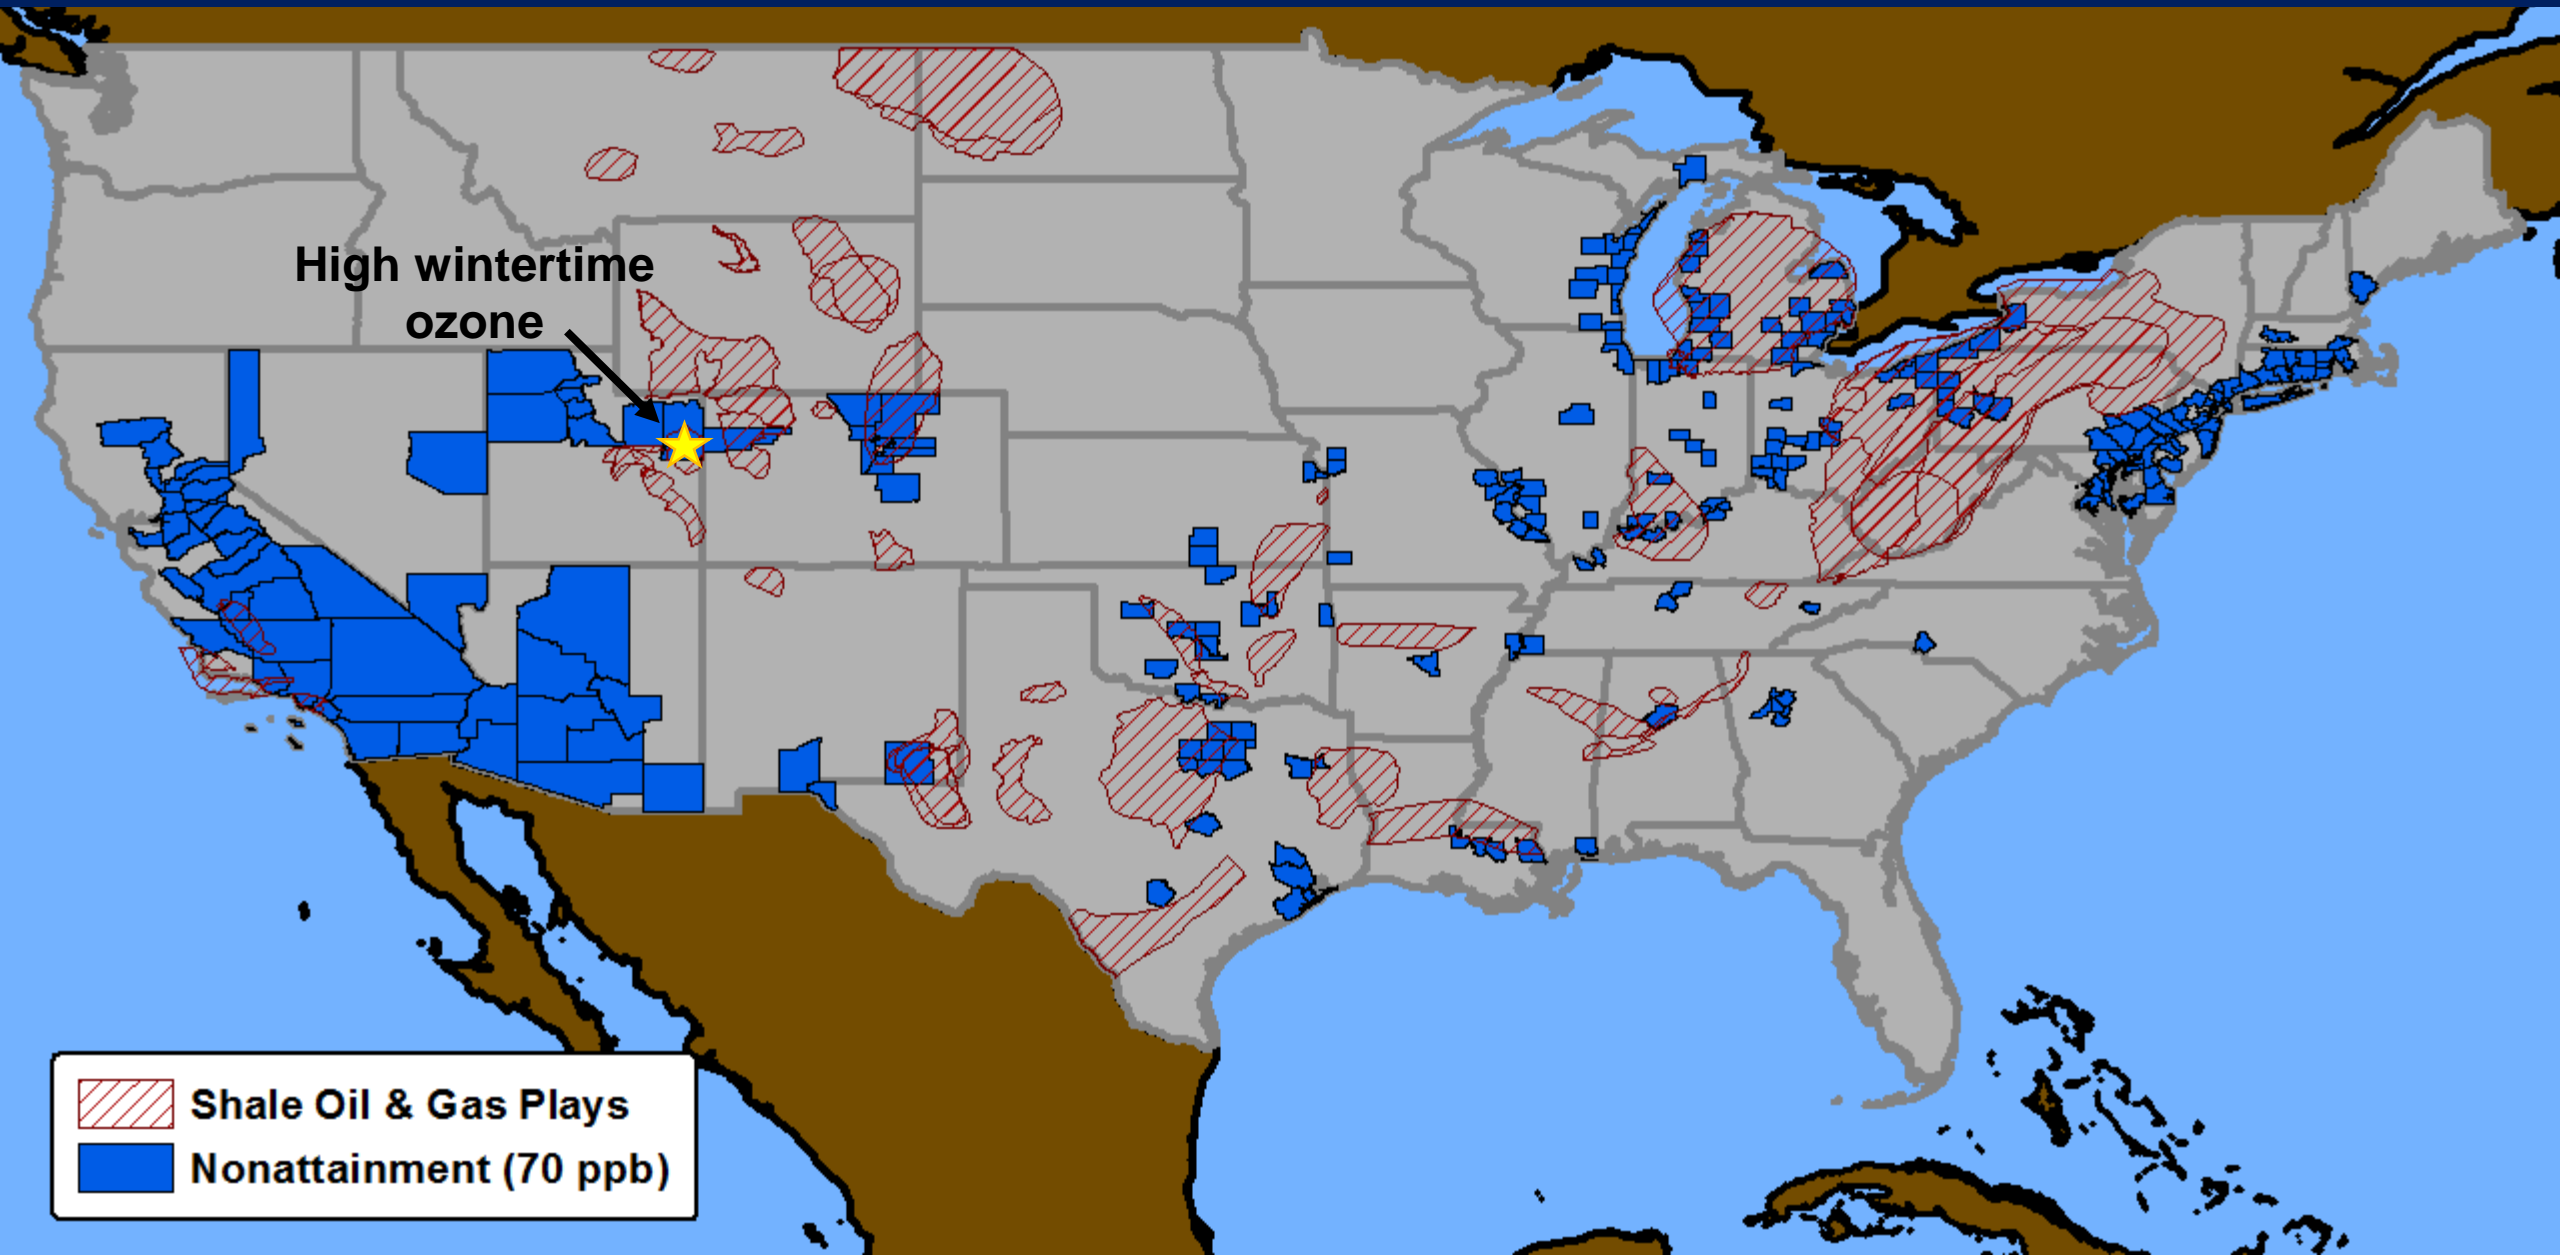 High wintertime
ozone
Shale Oil & Gas Plays
Nonattainment (70 ppb)